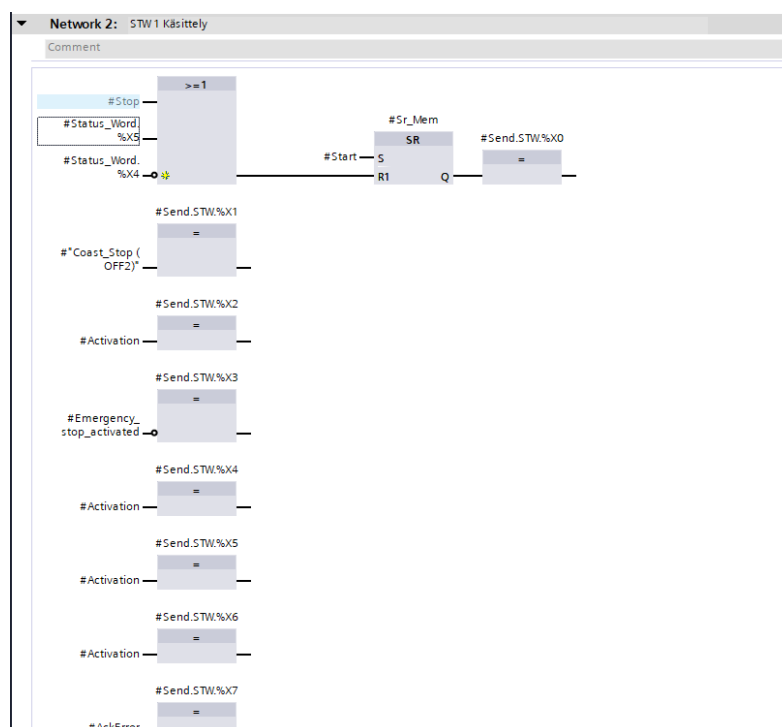 Network 2: STW 1 Käsittely
Comment
>=1
#Stop
#Status_Word.
%X5
#Status_Word.
%X4
#Sr_Mem
SR
#Start
S
R1
Q
#Send.STW.%X0
=
#Send.STW.%X1
=
#"Coast_Stop (
OFF2)"
#Send.STW.%X2
=
#Activation
#Send.STW.%X3
=
#Emergency_
stop_activated
#Send.STW.%X4
=
#Activation
#Send.STW.%X5
=
#Activation
#Send.STW.%X6
=
#Activation
#Send.STW.%X7
=
#AckError